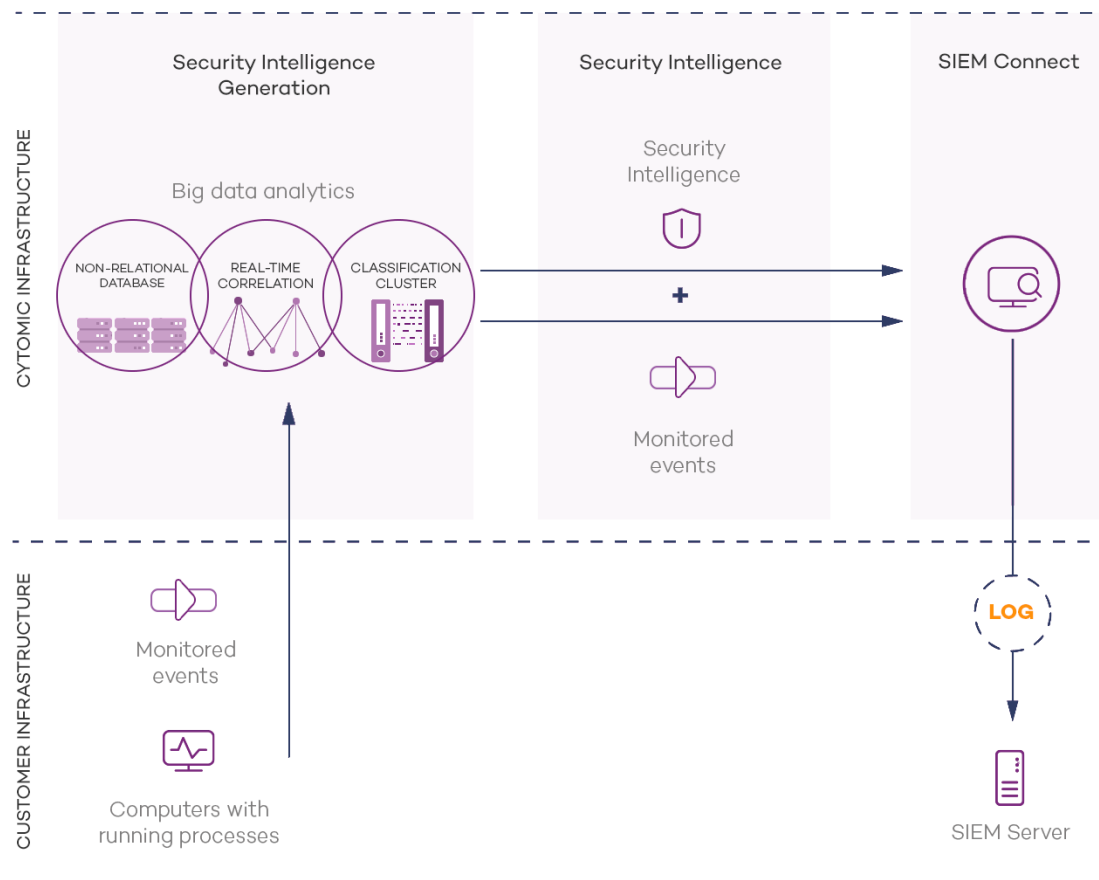 Security Intelligence
Generation
Security Intelligence
SIEM Connect
CYTOMIC INFRASTRUCTURE
Big data analytics
NON-RELATIONAL
DATABASE
REAL-TIME
CORRELATION
CLASSIFICATION
CLUSTER
Security
Intelligence
+
Monitored
events
CUSTOMER INFRASTRUCTURE
Monitored
events
Computers with
running processes
LOG
SIEM Server